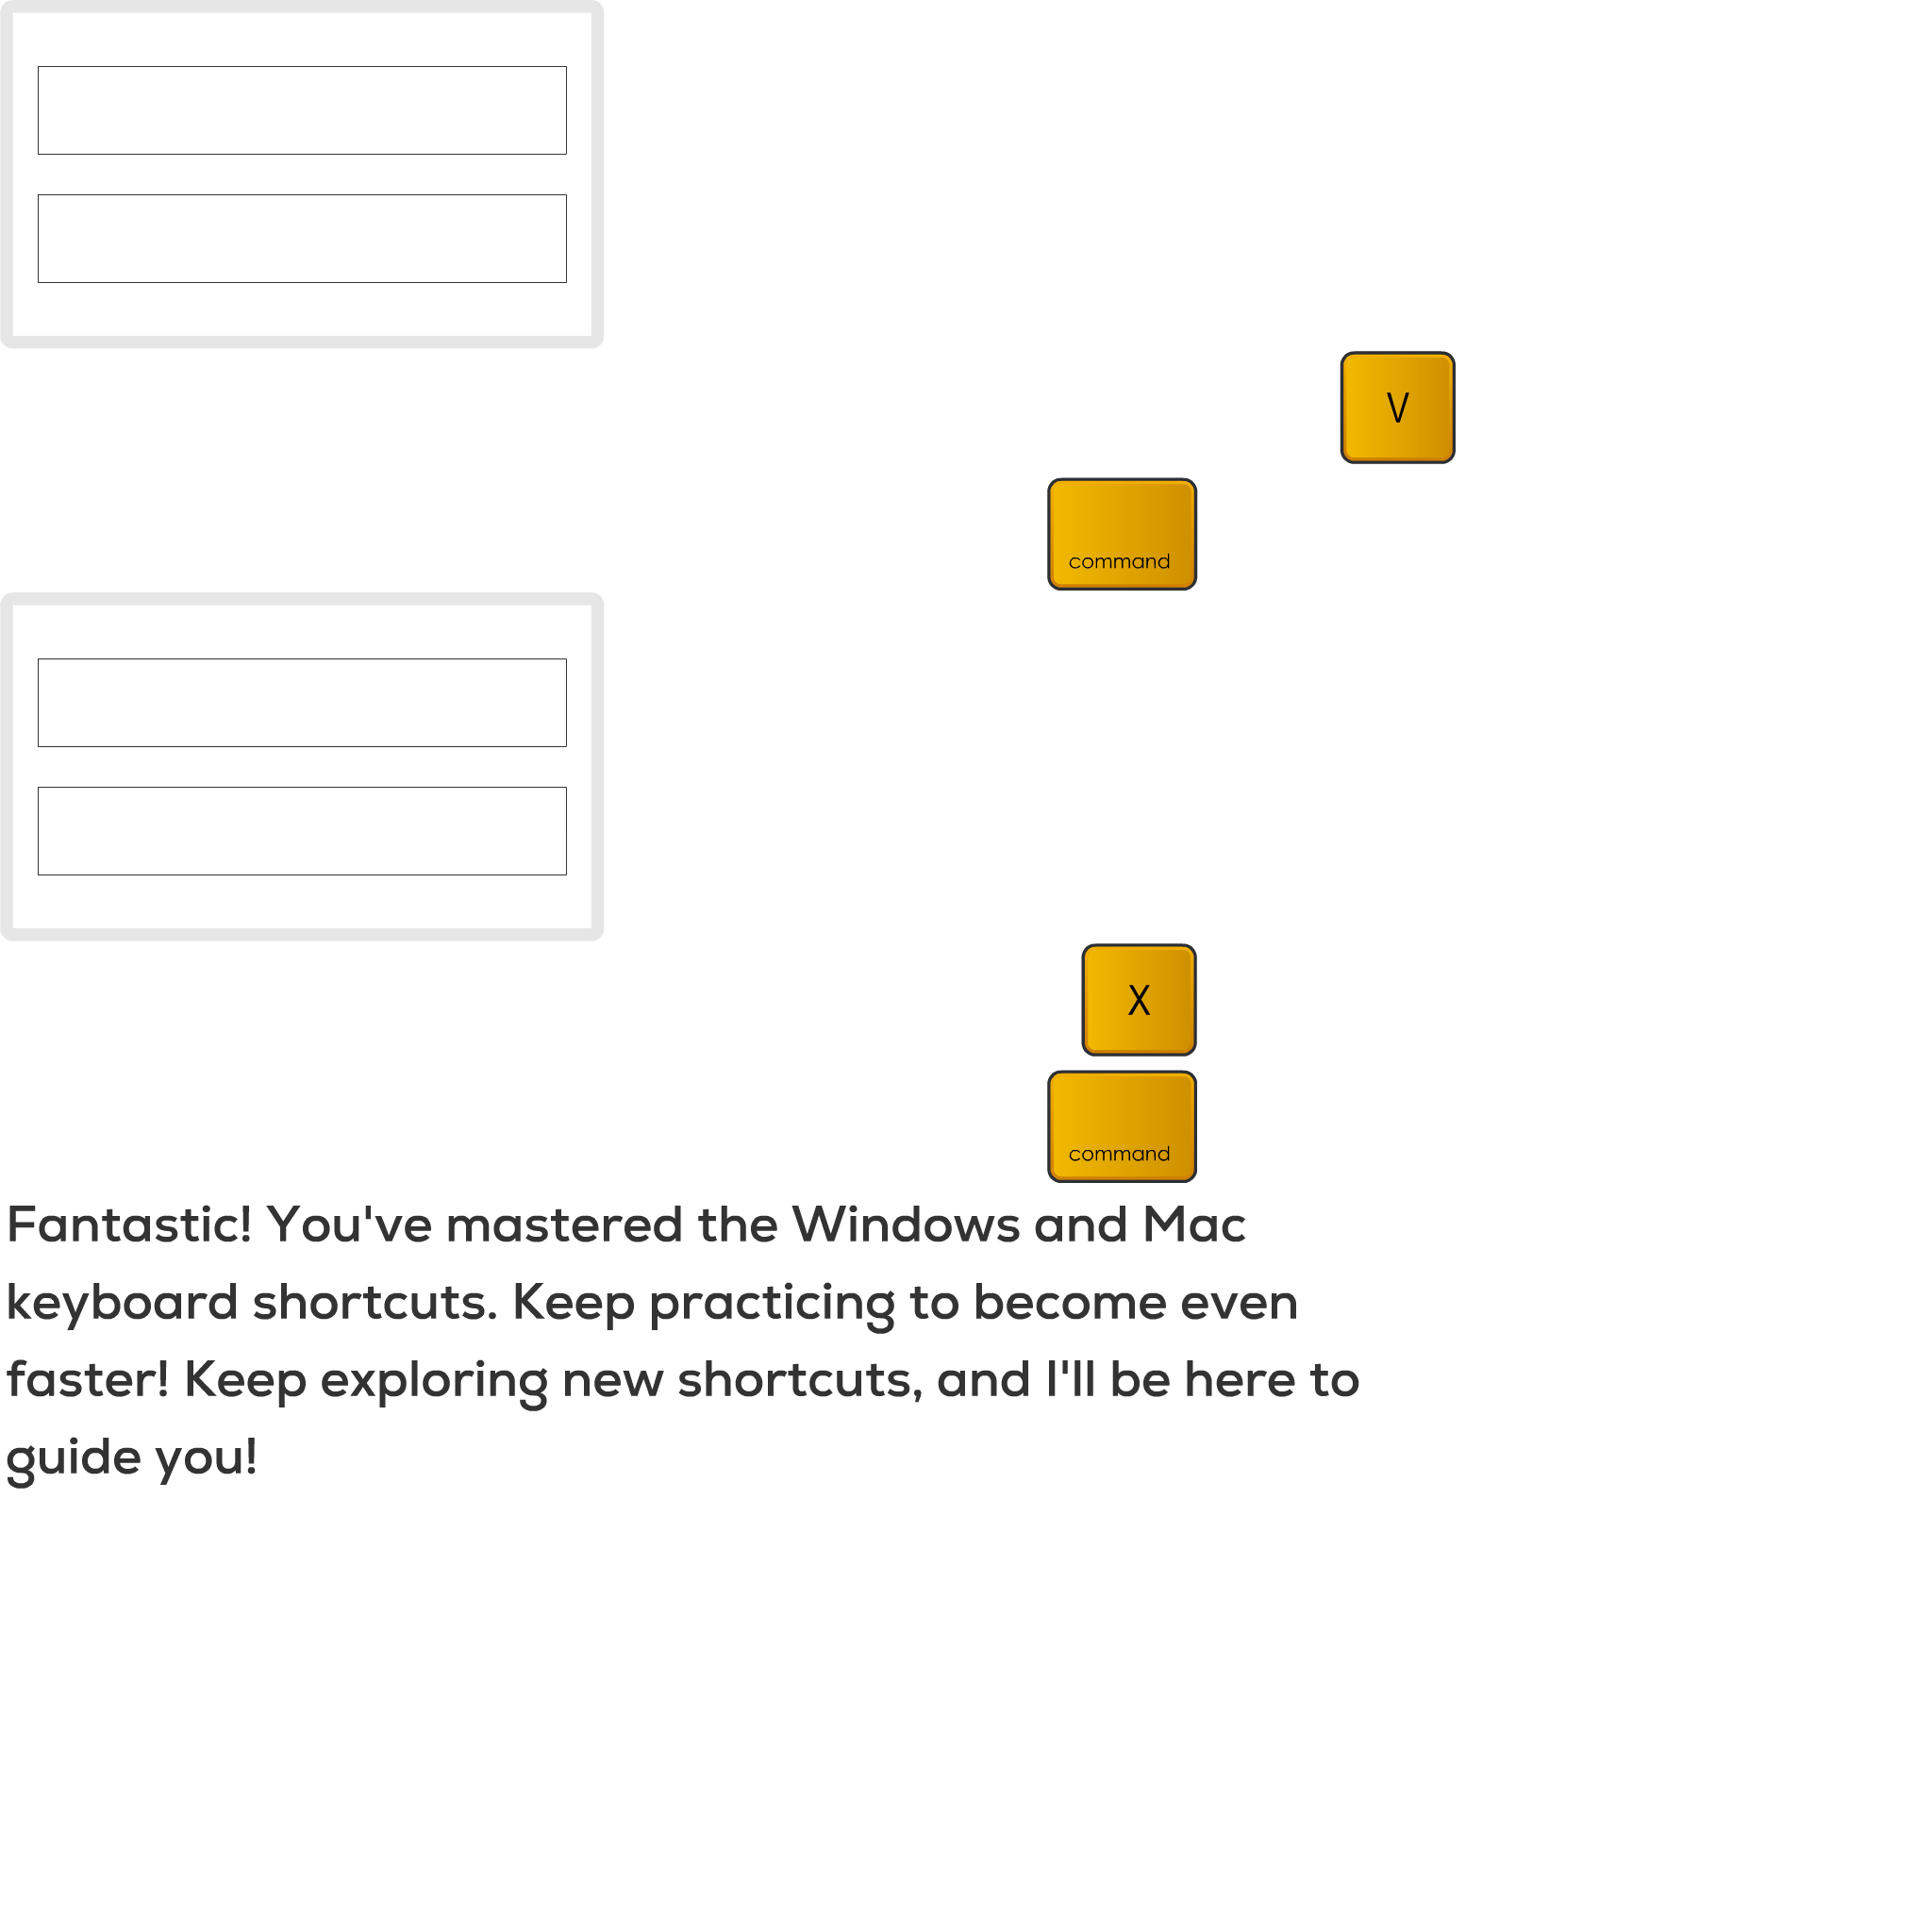 V
command
X
command
Fantastic! You've mastered the Windows and Mac
keyboard shortcuts. Keep practicing to become even
faster! Keep exploring new shortcuts, and I'll be here to
guide you!